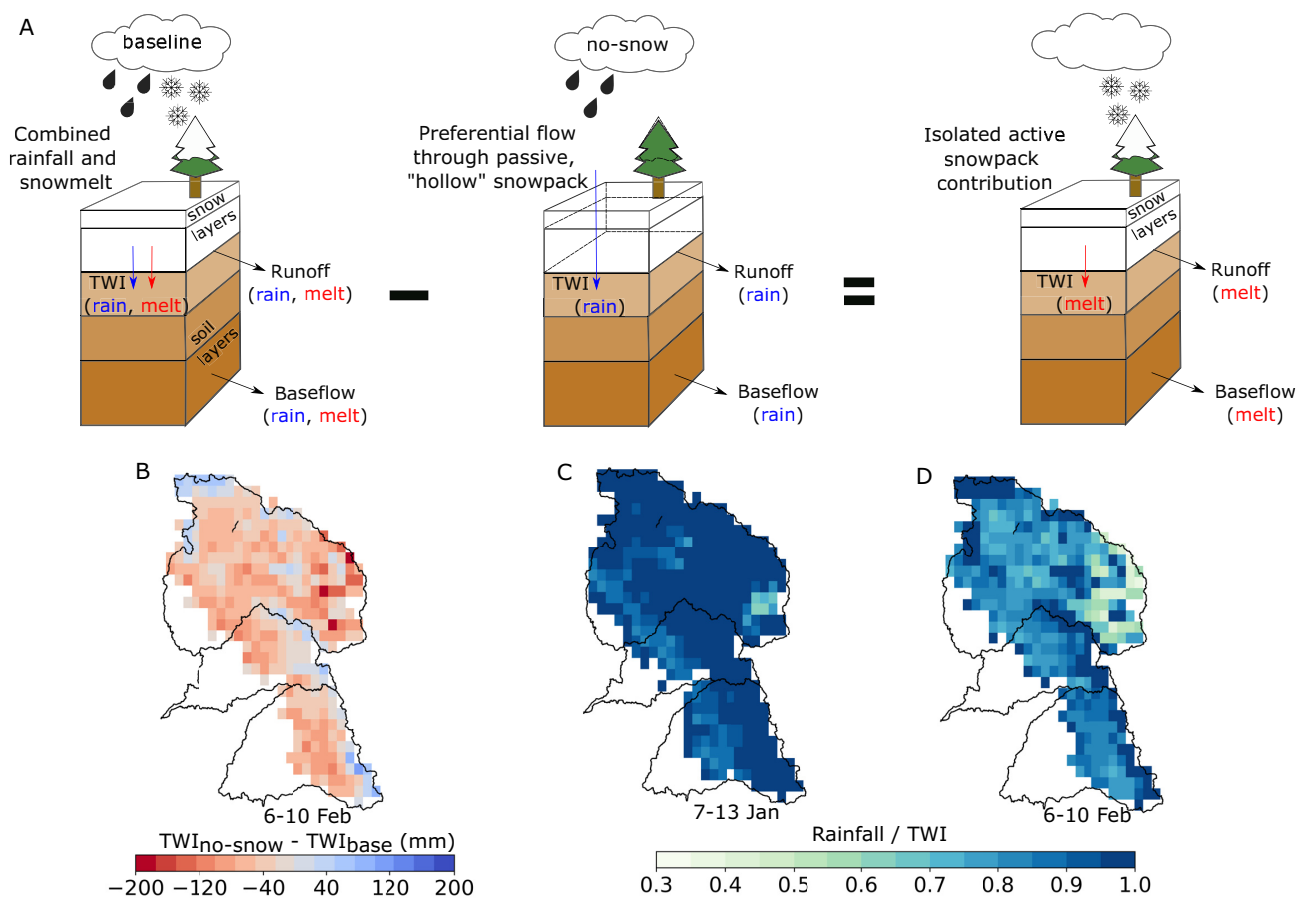 A
baseline
no-snow
Combined
rainfall and
snowmelt
snow
layers
TWI
(rain, melt)
soil
layers
Runoff
(rain, melt)
Baseflow
(rain, melt)
Preferential flow
through passive,
"hollow" snowpack
TWI
(rain)
Runoff
(rain)
Baseflow
(rain)
Isolated active
snowpack
contribution
snow
layers
TWI
(melt)
Runoff
(melt)
Baseflow
(melt)
B
6-10 Feb
TWIno-snow - TWIbase (mm)
−200 −120 −40 40 120 200
C
7-13 Jan
D
6-10 Feb
Rainfall / TWI
0.3 0.4 0.5 0.6 0.7 0.8 0.9 1.0